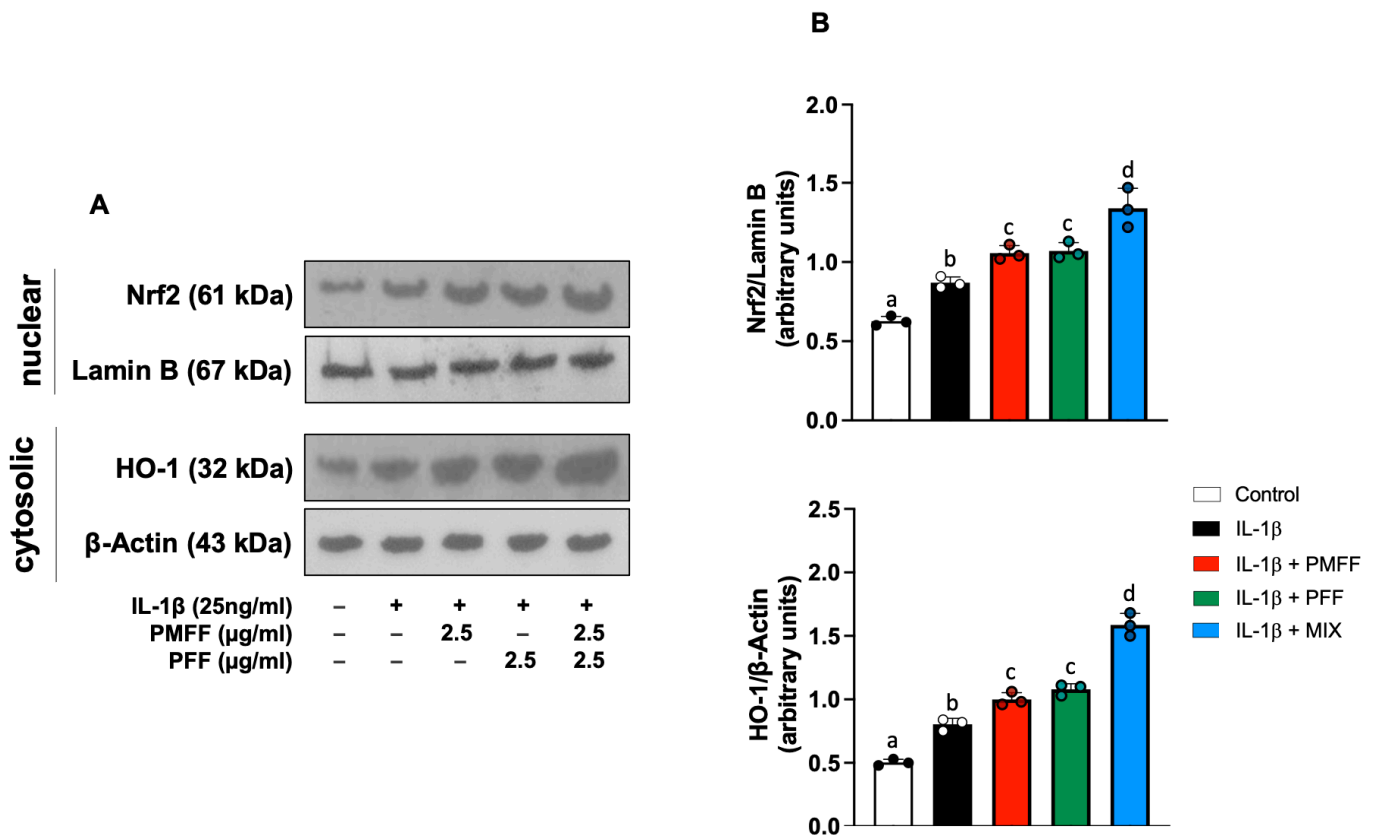 A
nuclear
Nrf2 (61 kDa)
Lamin B (67 kDa)
cytosolic
HO-1 (32 kDa)
β-Actin (43 kDa)
IL-1β (25ng/ml) – + + + +
PMFF (μg/ml) – – 2.5 – 2.5
PFF (μg/ml) – – – 2.5 2.5
B
Nrf2/Lamin B
(arbitrary units)
2.0
1.5
1.0
0.5
0.0
a b c c d
HO-1/β-Actin
(arbitrary units)
2.5
2.0
1.5
1.0
0.5
0.0
a b c c d
Control
IL-1β
IL-1β + PMFF
IL-1β + PFF
IL-1β + MIX